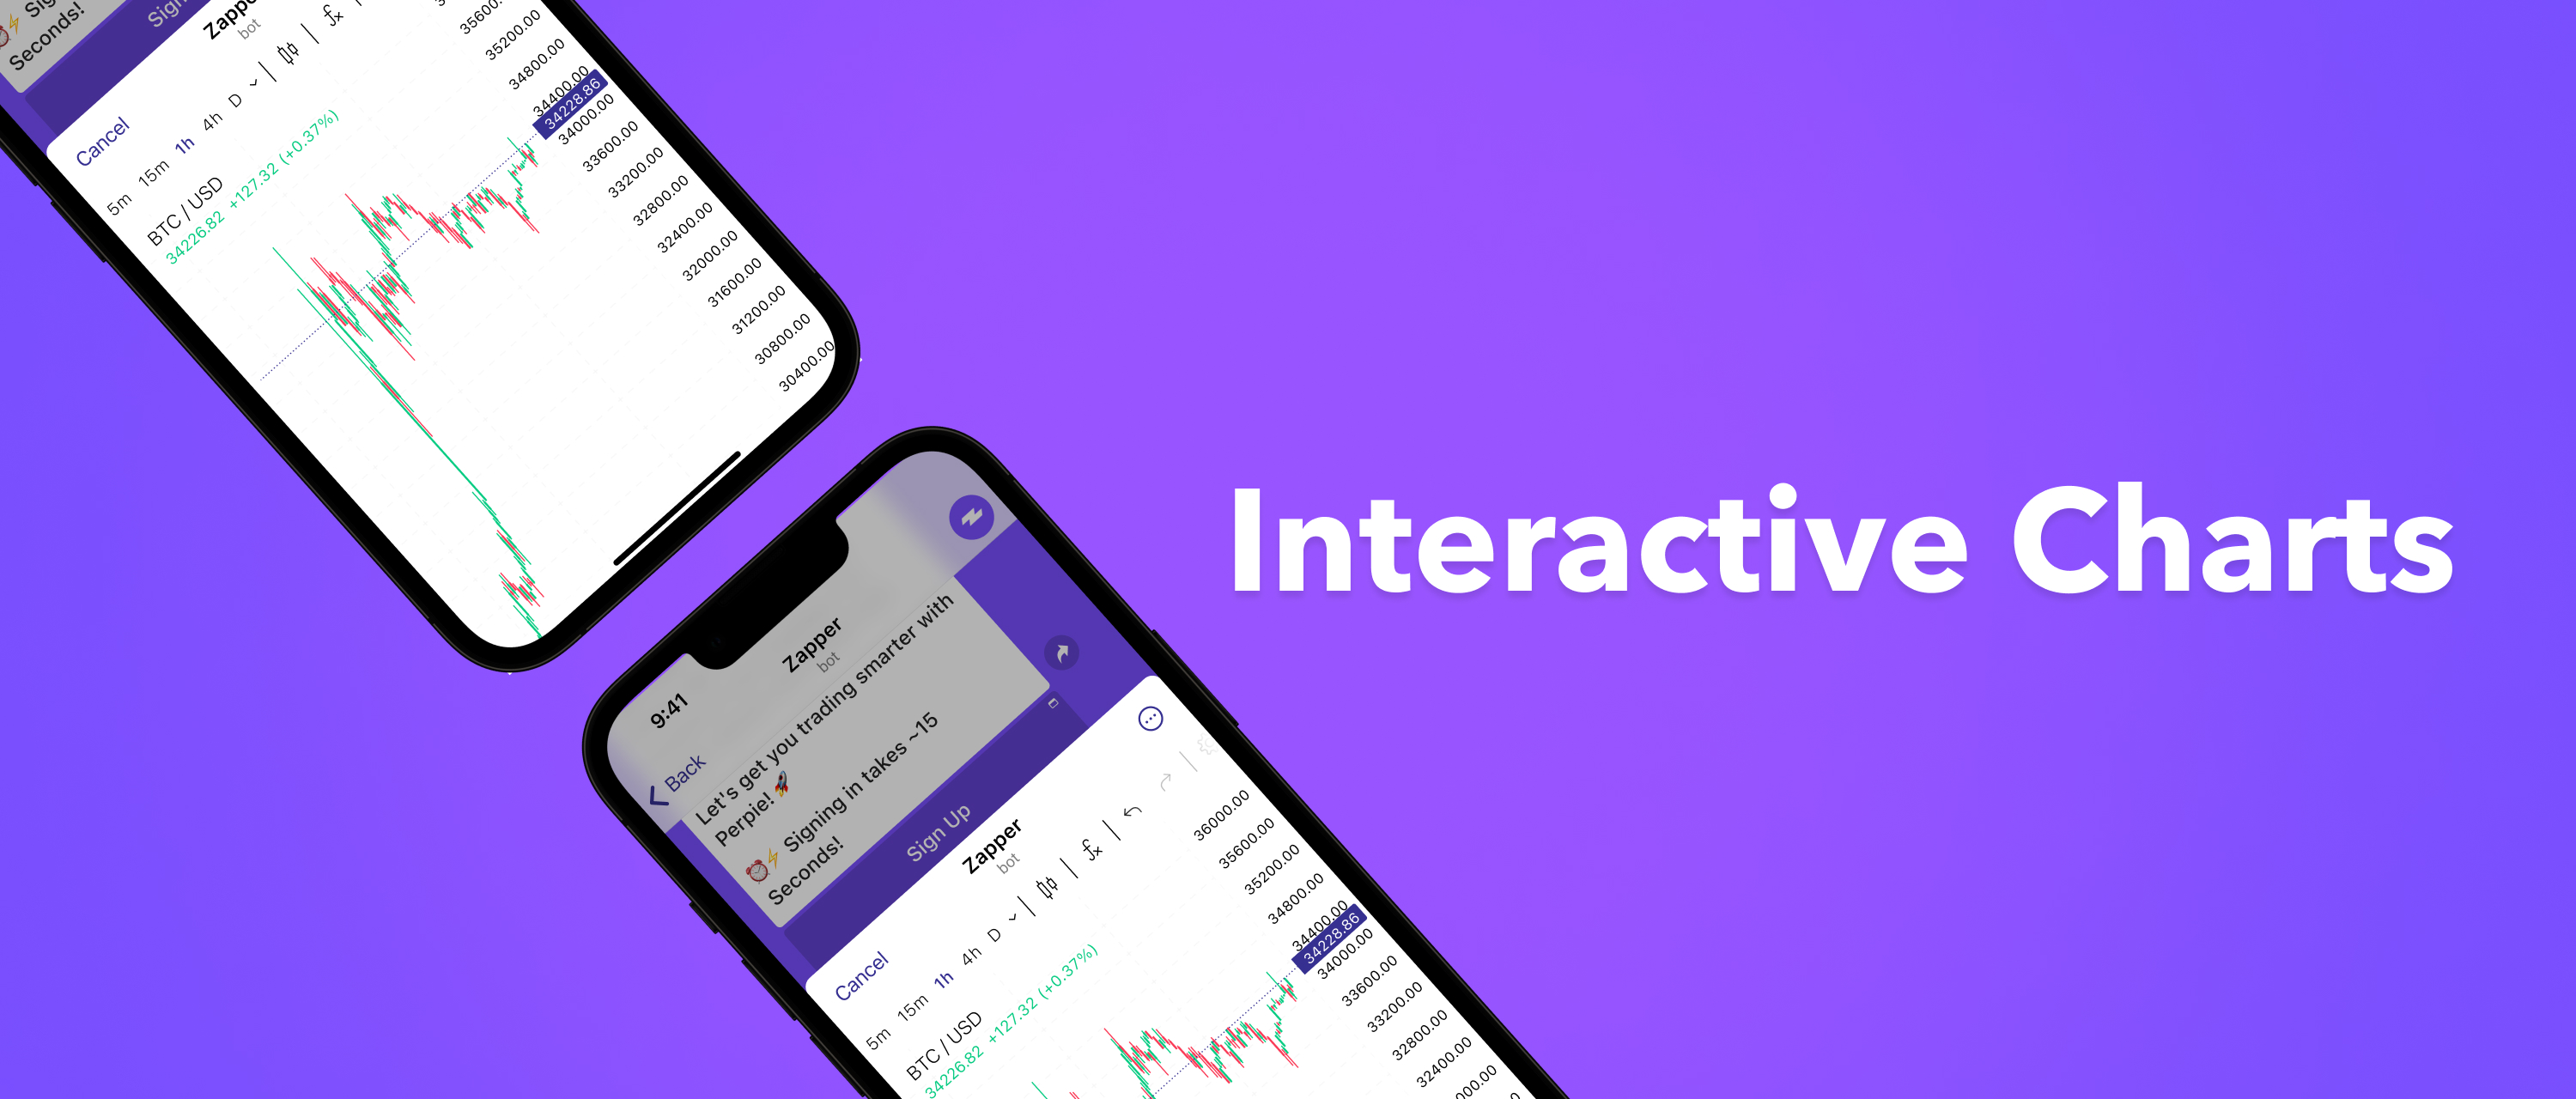 Sign
Seconds!
Zapper
bot
Cancel
5m 15m 1h 4h D
BTC / USD
34226.82 +127.32 (+0.37%)
35600.00
35200.00
34800.00
34400.00
34228.86
34000.00
33600.00
33200.00
32800.00
32400.00
32000.00
31600.00
31200.00
30800.00
30400.00
Interactive Charts
9:41
Back
Zapper
bot
Let's get you trading smarter with
Perpie! 🚀
⏰⚡ Signing in takes ~15
Seconds!
Sign Up
Zapper
bot
Cancel
5m 15m 1h 4h D
BTC / USD
34226.82 +127.32 (+0.37%)
36000.00
35600.00
35200.00
34800.00
34400.00
34228.86
34000.00
33600.00
33200.00
32800.00
32400.00